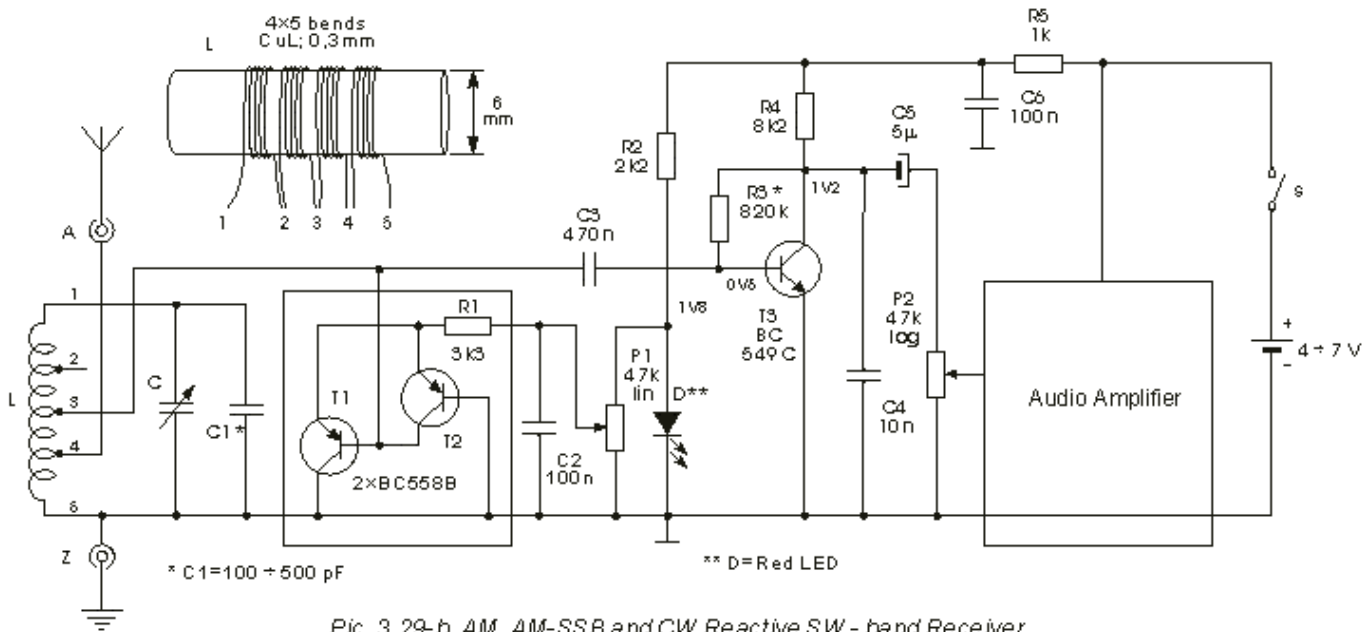 4×5 bends
CuL; 0,3mm
L
6
mm
1
2
3
4
5
R5
1k
C6
100n
R4
8k2
C5
5μ
R2
2k2
R3 *
820k
1V2
S
A
C3
470n
0V6
1V8
T3
BC
549C
P2
47k
log
+
4÷7V
-
Audio Amplifier
C4
10n
1
2
3
4
5
L
C
C1*
T1
R1
3k3
T2
2×BC558B
C2
100n
P1
47k
lin
D**
Z
* C1=100 ÷ 500 pF
** D=Red LED
Pic. 3.29-b. AM, AM-SSB and CW Reactive SW - band Receiver